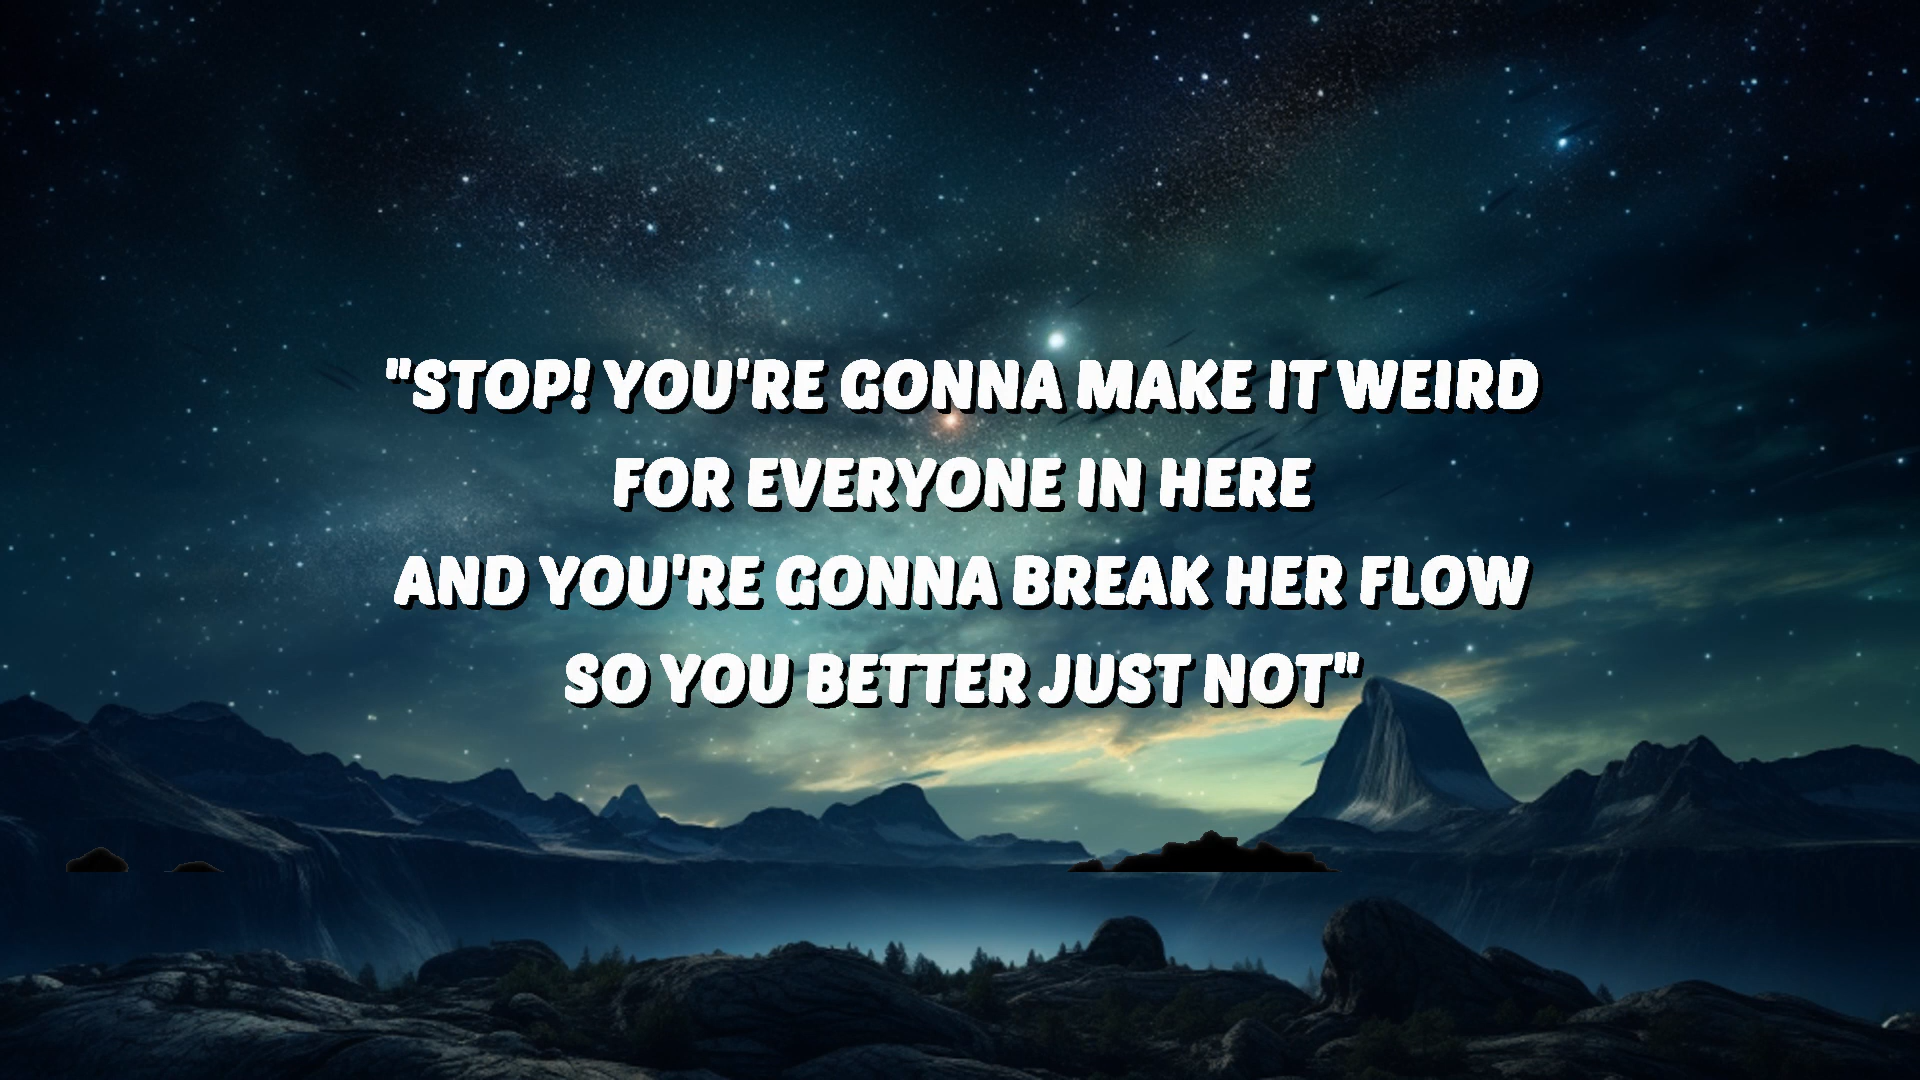 "STOP! YOU'RE GONNA MAKE IT WEIRD
FOR EVERYONE IN HERE
AND YOU'RE GONNA BREAK HER FLOW
SO YOU BETTER JUST NOT"